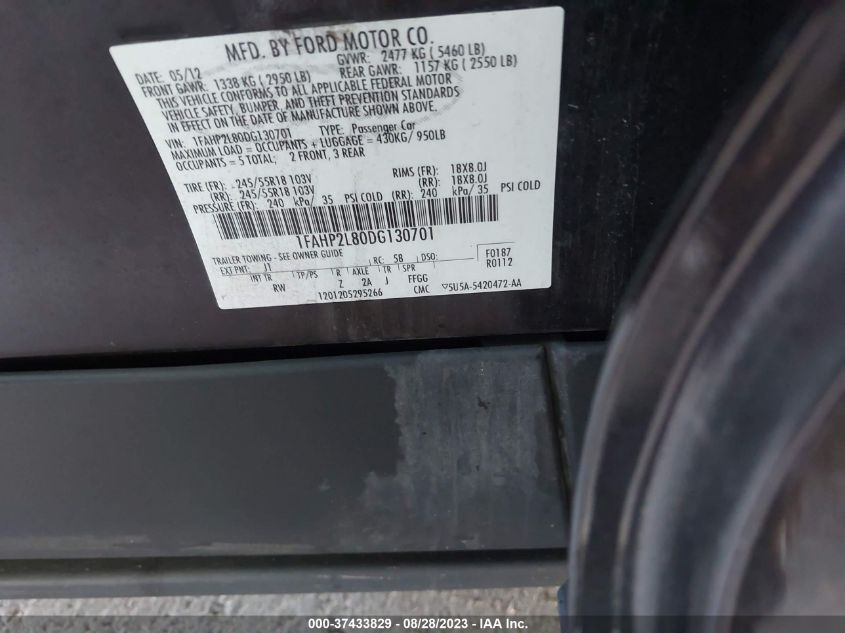 MFD. BY FORD MOTOR CO.
DATE: 05/12 GVWR: 2477 KG ( 5460 LB)
FRONT GAWR: 1338 KG ( 2950 LB) REAR GAWR: 1157 KG ( 2550 LB)
THIS VEHICLE CONFORMS TO ALL APPLICABLE FEDERAL MOTOR
VEHICLE SAFETY, BUMPER, AND THEFT PREVENTION STANDARDS
IN EFFECT ON THE DATE OF MANUFACTURE SHOWN ABOVE.
VIN: 1FAHP2L80DG130701 TYPE: Passenger Car
MAXIMUM LOAD = OCCUPANTS + LUGGAGE = 430KG/ 950LB
OCCUPANTS = 5 TOTAL; 2 FRONT, 3 REAR
TIRE (FR): 245/55R18 103V RIMS (FR): 18X8.0J
(RR): 245/55R18 103V (RR): 18X8.0J
PRESSURE (FR): 240 kPa/ 35 PSI COLD (RR): 240 kPa/ 35 PSI COLD
1FAHP2L80DG130701
TRAILER TOWING - SEE OWNER GUIDE F0187
EXT PNT: J1 RC: 5B DSO: R0112
INT TR TP/PS R AXLE TR SPR
RW Z 2A J FFGG
1201205295266 CMC ▽5U5A-5420472-AA
000-37433829 - 08/28/2023 - COPYRIGHT IAA, LLC.